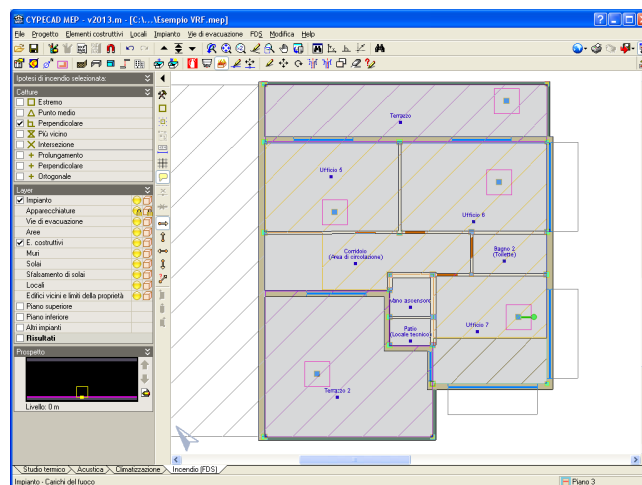 CYPECAD MEP - v2013.m - [C:\...\Esempio VRF.mep]
File Progetto Elementi costruttivi Locali Impianto Vie di evacuazione FDS Modifica Help
Ipotesi di incendio selezionata:
Catture
Estremo
Punto medio
Perpendicolare
Più vicino
Intersezione
Prolungamento
Perpendicolare
Ortogonale
Layer
Impianto
Apparecchiature
Vie di evacuazione
Aree
E. costruttivi
Muri
Solai
Sfalsamento di solai
Locali
Edifici vicini e limiti della proprietà
Piano superiore
Piano inferiore
Altri impianti
Risultati
Prospetto
Livello: 0 m
Terrazo
Ufficio 5
Ufficio 6
Corridoio
(Area di circolazione)
Bagno 2
(Toilette)
Vano ascensore
Patio
(Locale tecnico)
Ufficio 7
Terrazzo 2
Studio termico Acustica Climatizzazione Incendio (FDS)
Impianto - Carichi del fuoco
Piano 3